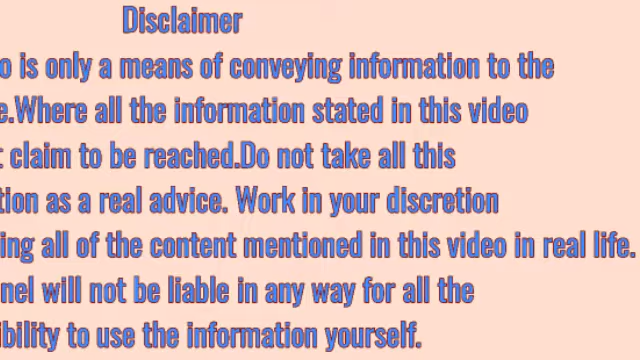 Disclaimer
o is only a means of conveying information to the
e.Where all the information stated in this video
t claim to be reached.Do not take all this
tion as a real advice. Work in your discretion
ing all of the content mentioned in this video in real life.
nel will not be liable in any way for all the
ibility to use the information yourself.